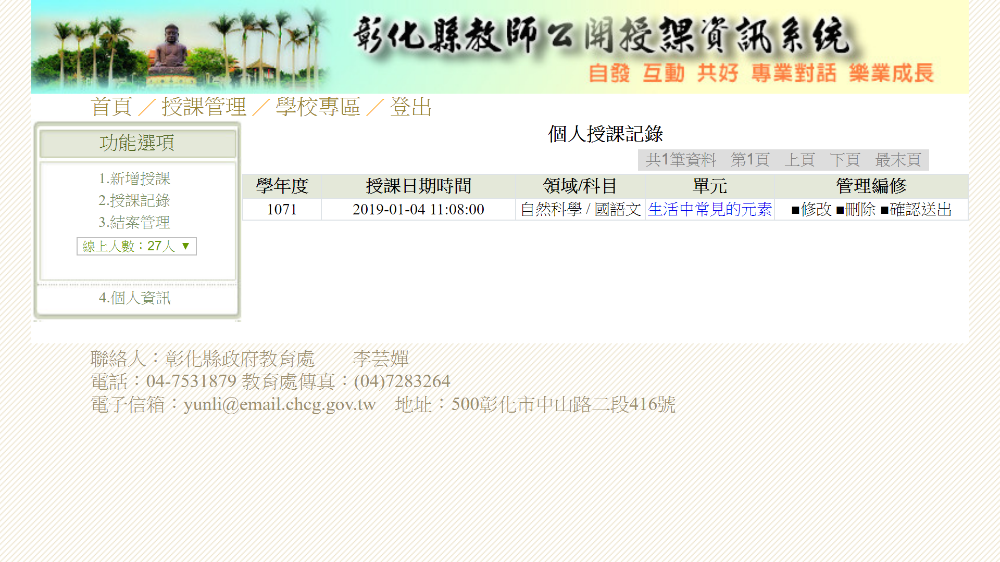 彰化縣教師公開授課資訊系統
自發 互動 共好 專業對話 樂業成長
首頁 ／ 授課管理 ／ 學校專區 ／ 登出
功能選項
1.新增授課
2.授課記錄
3.結案管理
線上人數：27人 ▼
4.個人資訊
個人授課記錄
共1筆資料 第1頁 上頁 下頁 最末頁
學年度 授課日期時間 領域/科目 單元 管理編修
1071 2019-01-04 11:08:00 自然科學 / 國語文 生活中常見的元素 ■修改 ■刪除 ■確認送出
聯絡人：彰化縣政府教育處 李芸嬋
電話：04-7531879 教育處傳真：(04)7283264
電子信箱：yunli@email.chcg.gov.tw 地址：500彰化市中山路二段416號